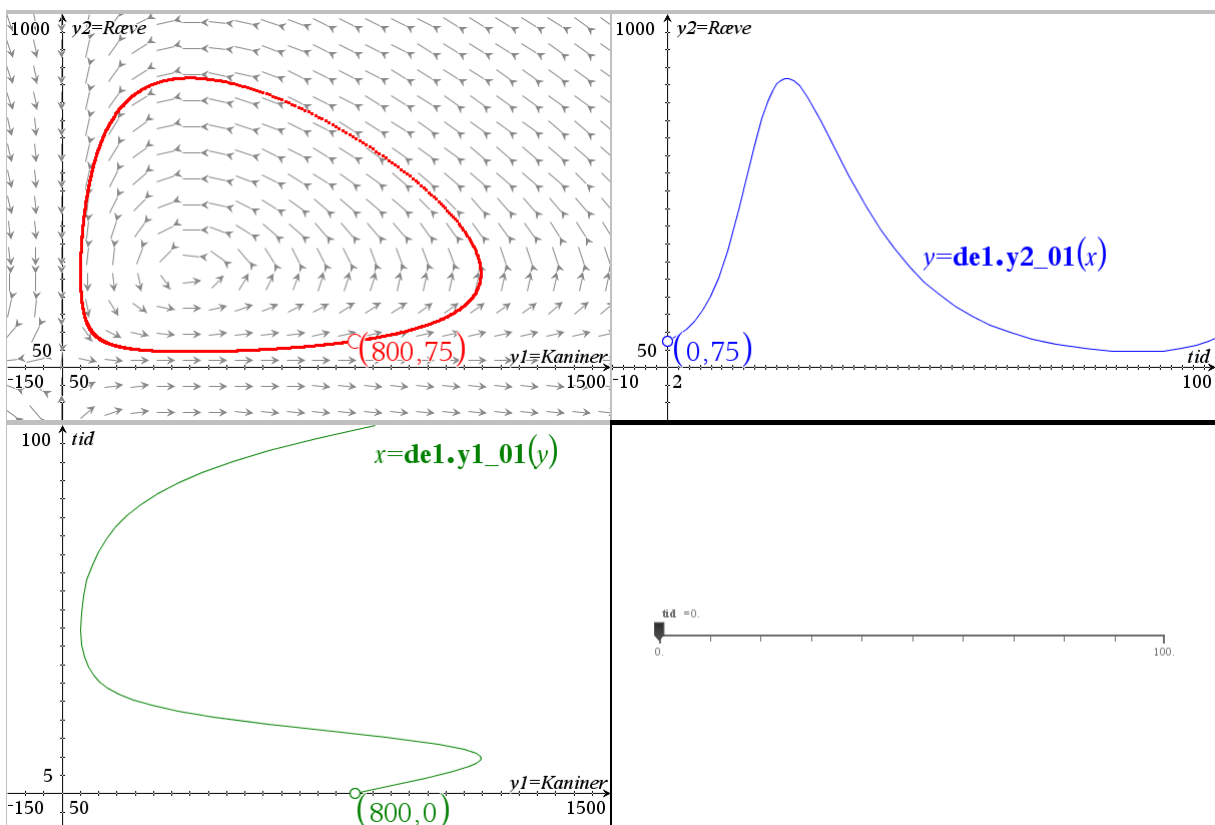 1000 y2=Ræve
(800,75)
50
y1=Kaniner
-150 50 1500
1000 y2=Ræve
y=de1.y2_01(x)
50 (0,75)
tid
-10 2 100
100 tid
x=de1.y1_01(y)
5
y1=Kaniner
-150 50 1500
-50
(800,0)
tid =0.
0. 100.